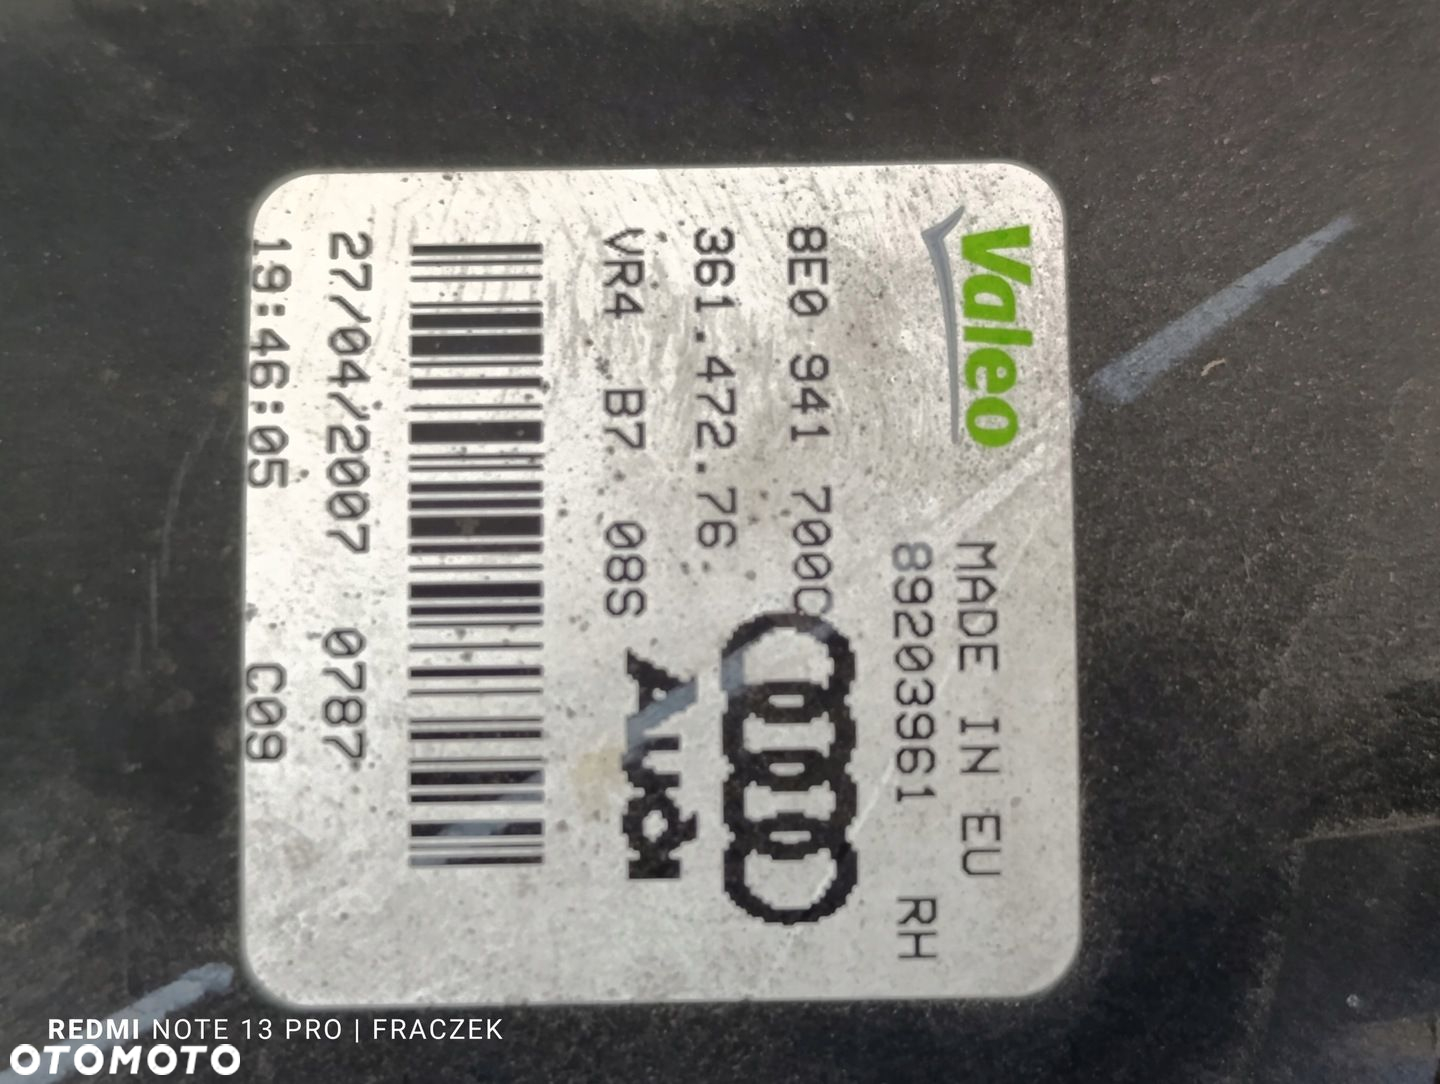 Valeo
MADE IN EU
89203961 RH
8E0 941 700C
361.472.76
VR4 B7 08S
Audi
27/04/2007 0787
19:46:05 C09
REDMI NOTE 13 PRO | FRACZEK
OTOMOTO